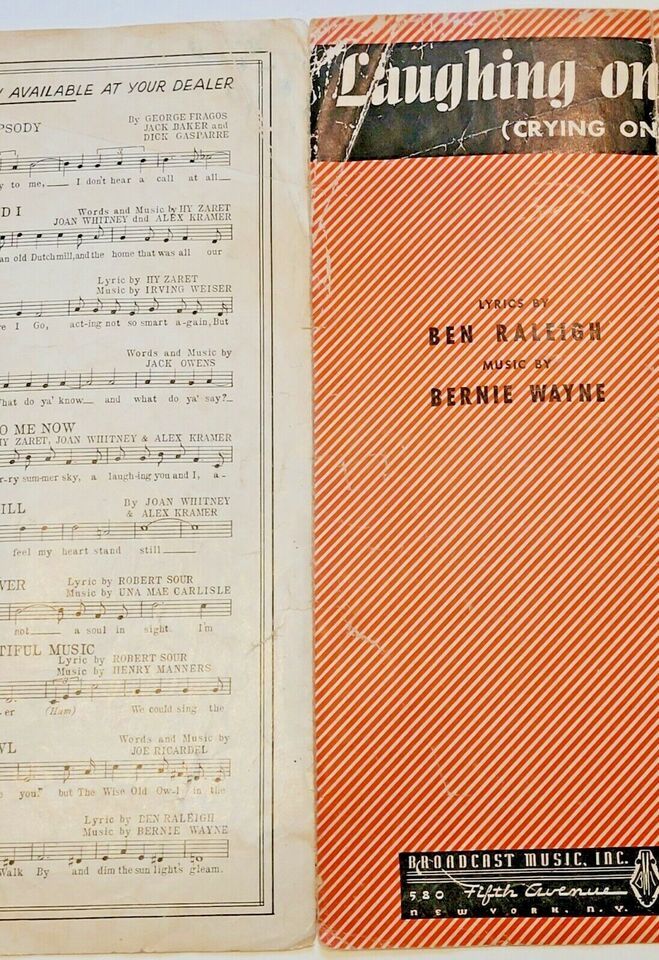 AVAILABLE AT YOUR DEALER
By GEORGE FRAGOS
JACK BAKER and
DICK GASPARRE
PSODY
y to me,___ I don't hear a call at all___
D I
Words and Music by HY ZARET
JOAN WHITNEY and ALEX KRAMER
an old Dutch mill, and the home that was all our
Lyric by HY ZARET
Music by IRVING WEISER
re I Go, act-ing not so smart a-gain, But
Words and Music by
JACK OWENS
hat do ya' know___ and what do ya' say?___
O ME NOW
HY ZARET, JOAN WHITNEY & ALEX KRAMER
r-ry sum-mer sky, a laugh-ing you and I, a-
ILL
By JOAN WHITNEY
& ALEX KRAMER
feel my heart stand still___
VER
Lyric by ROBERT SOUR
Music by UNA MAE CARLISLE
not___ a soul in sight. I'm
TIFUL MUSIC
Lyric by ROBERT SOUR
Music by HENRY MANNERS
er (Hum) We could sing the
WL
Words and Music by
JOE RICARDEL
e you." but The Wise Old Ow-l in the
Lyric by BEN RALEIGH
Music by BERNIE WAYNE
Walk By and dim the sun light's gleam.
Laughing on
(CRYING ON
LYRICS BY
BEN RALEIGH
MUSIC BY
BERNIE WAYNE
BROADCAST MUSIC, INC.
580 Fifth Avenue
NEW YORK, N.Y.
BMI